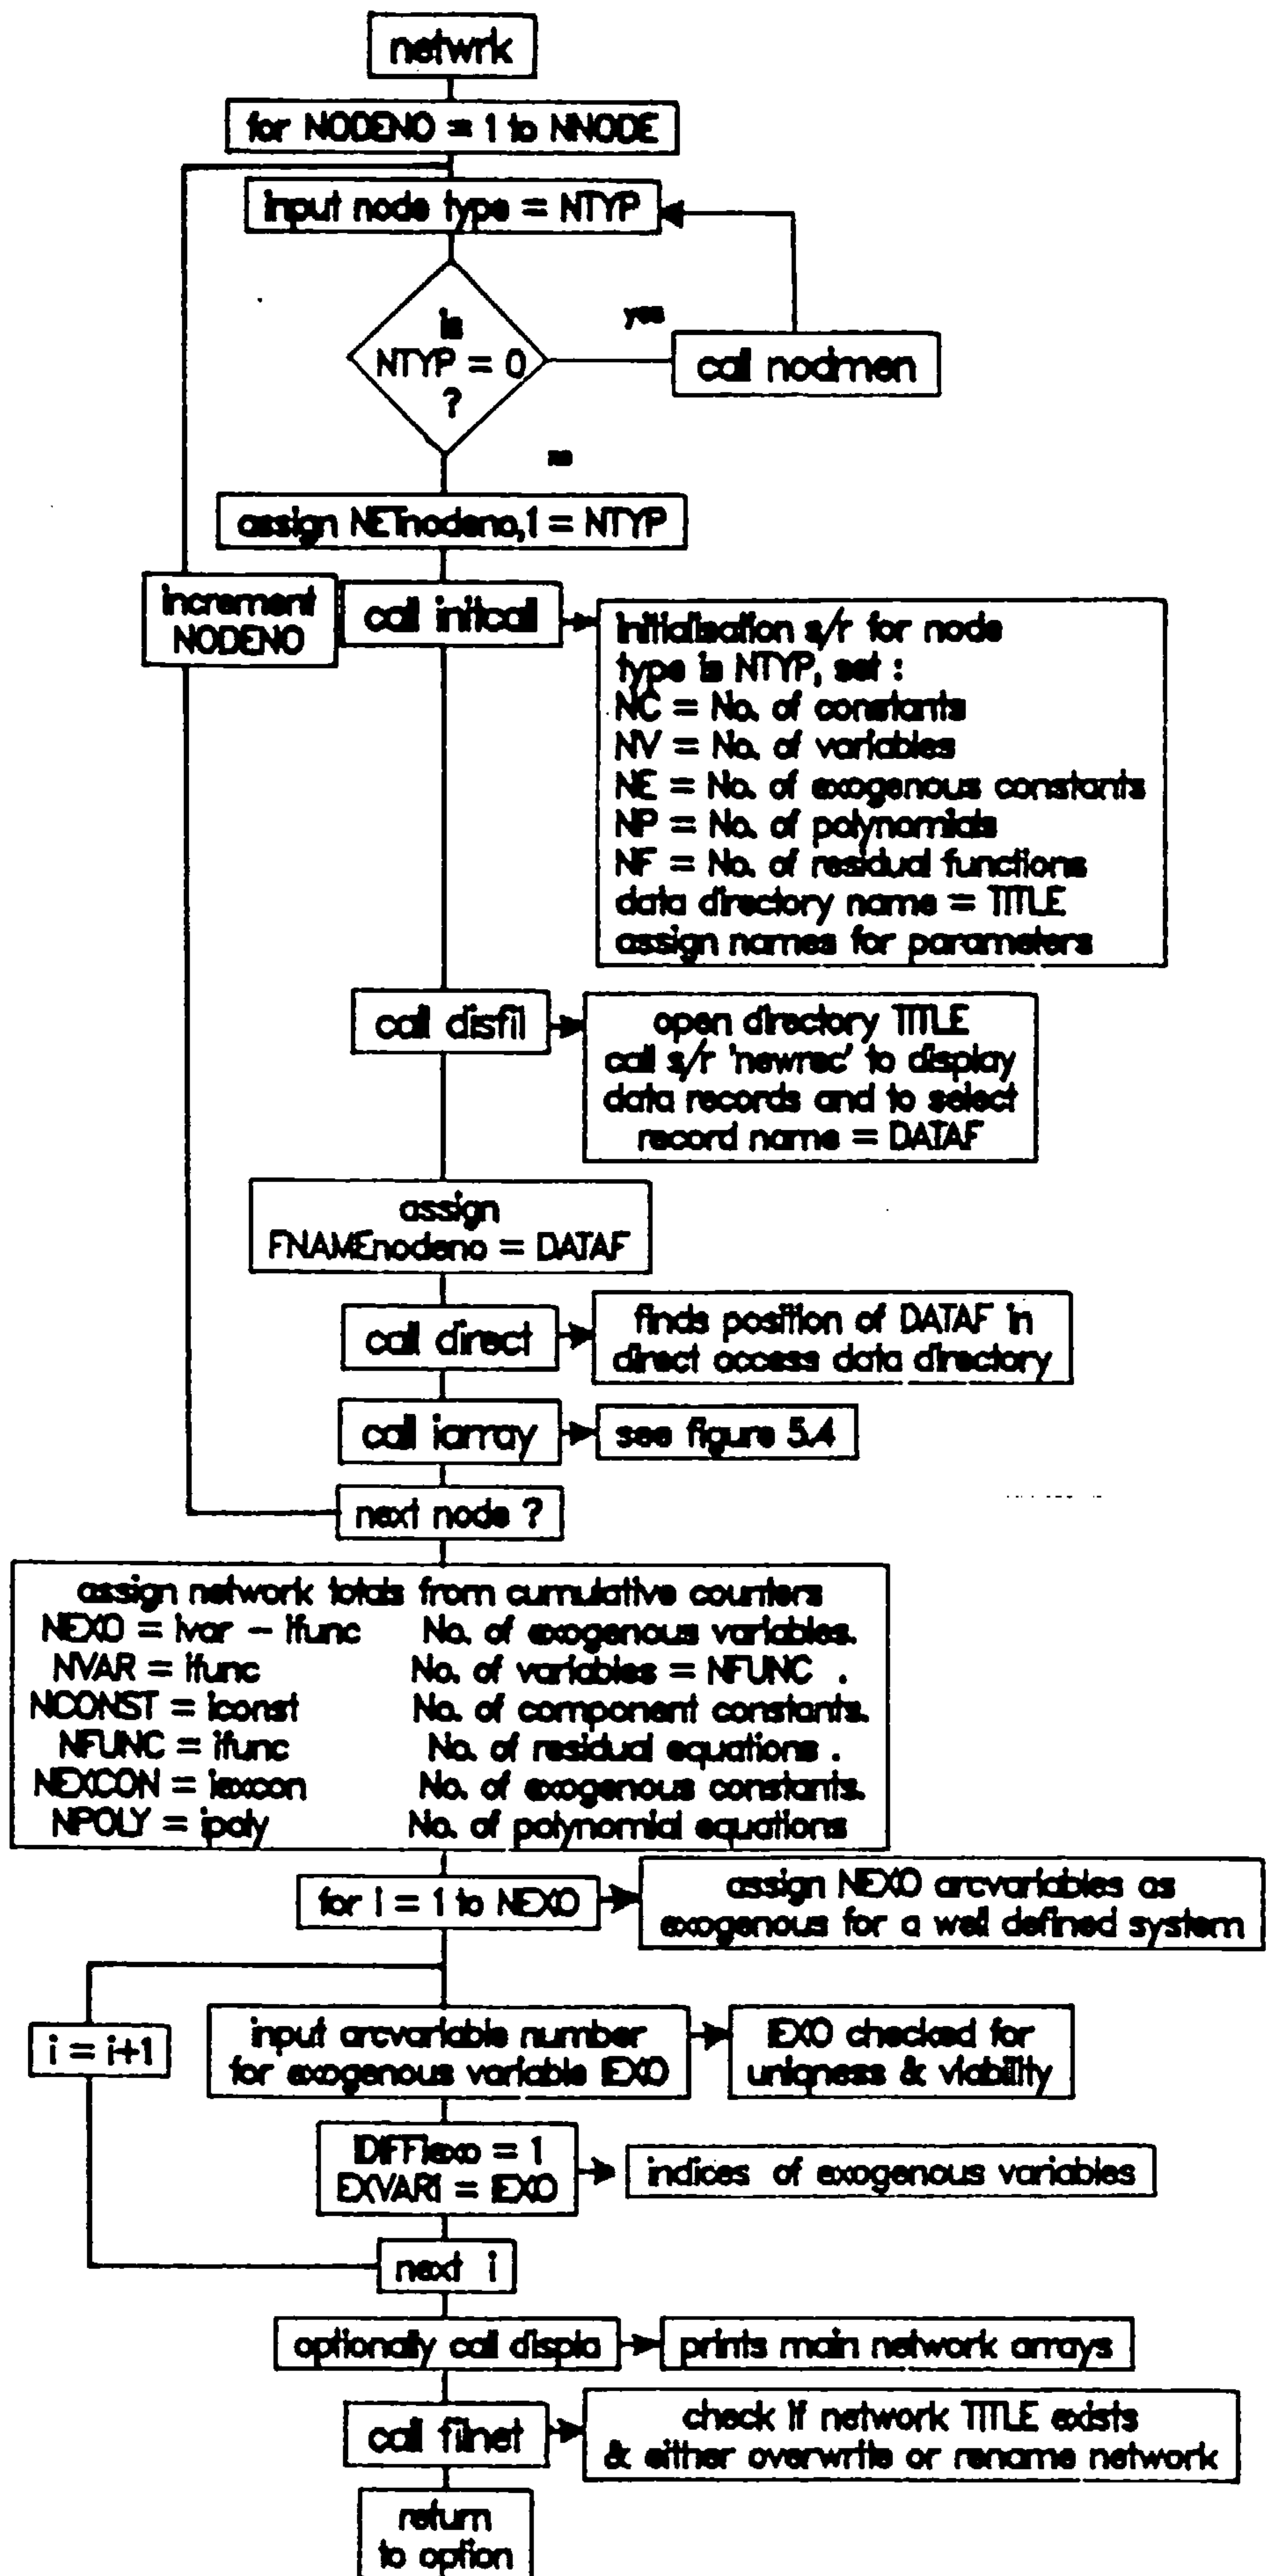 netwrk
for NODENO = 1 to NNODE
input node type = NTYP
is
NTYP = 0
?
yes
call nodmen
no
assign NETnodeno,1 = NTYP
increment
NODENO
call initcall
initialisation s/r for node
type is NTYP, set :
NC = No. of constants
NV = No. of variables
NE = No. of exogenous constants
NP = No. of polynomials
NF = No. of residual functions
data directory name = TITLE
assign names for parameters
call disfil
open directory TITLE
call s/r 'newrec' to display
data records and to select
record name = DATAF
assign
FNAMEnodeno = DATAF
call direct
finds position of DATAF in
direct access data directory
call iarray
see figure 5.4
next node ?
assign network totals from cumulative counters
NEXO = ivar - ifunc No. of exogenous variables.
NVAR = ifunc No. of variables = NFUNC .
NCONST = iconst No. of component constants.
NFUNC = ifunc No. of residual equations .
NEXCON = iexcon No. of exogenous constants.
NPOLY = ipoly No. of polynomial equations
for i = 1 to NEXO
assign NEXO arcvariables as
exogenous for a well defined system
i = i+1
input arcvariable number
for exogenous variable IEXO
IEXO checked for
uniqness & viability
IDIFFiexo = 1
EXVARi = IEXO
indices of exogenous variables
next i
optionally call displa
prints main network arrays
call filnet
check if network TITLE exists
& either overwrite or rename network
return
to option